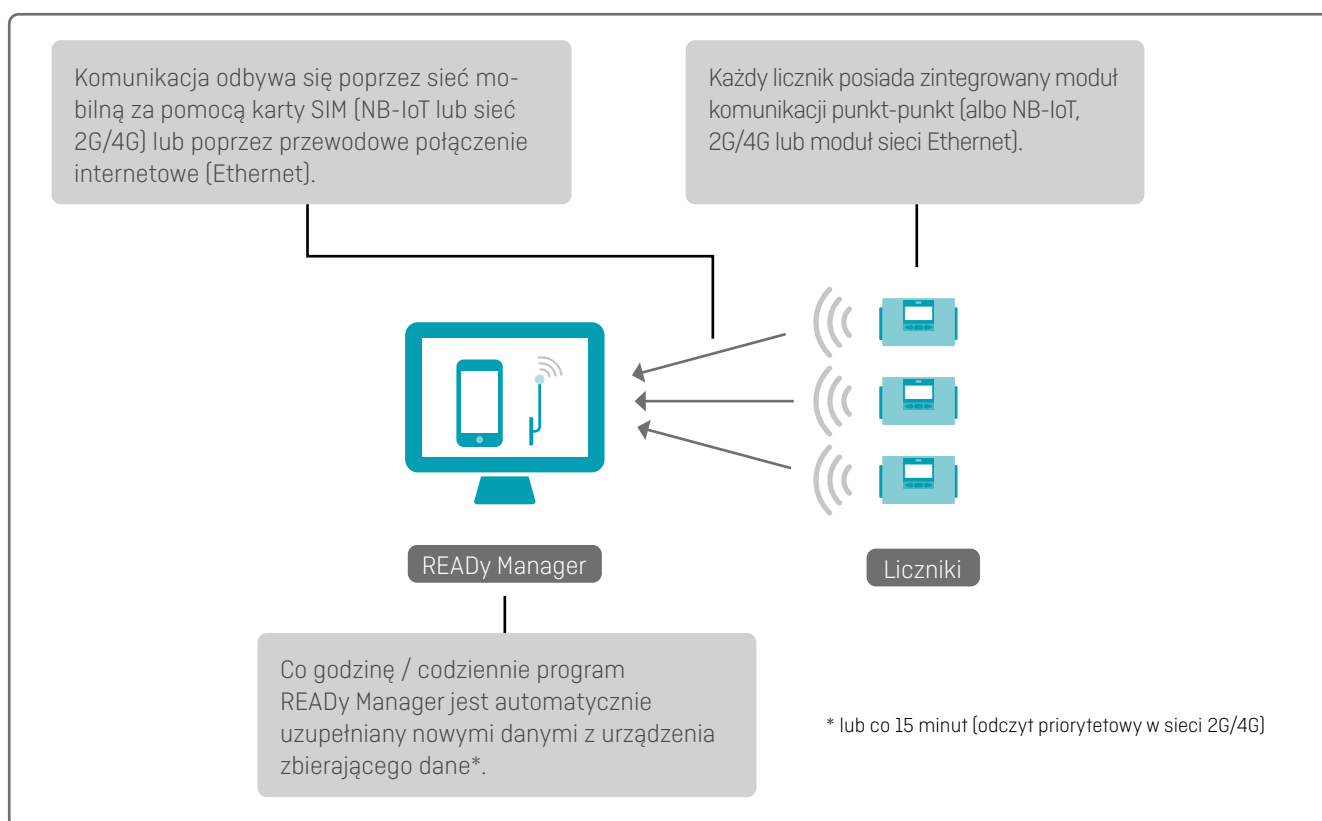 Komunikacja odbywa się poprzez sieć mo-
bilną za pomocą karty SIM (NB-IoT lub sieć
2G/4G) lub poprzez przewodowe połączenie
internetowe (Ethernet).
Każdy licznik posiada zintegrowany moduł
komunikacji punkt-punkt (albo NB-IoT,
2G/4G lub moduł sieci Ethernet).
READy Manager
Liczniki
Co godzinę / codziennie program
READy Manager jest automatycznie
uzupełniany nowymi danymi z urządzenia
zbierającego dane*.
* lub co 15 minut (odczyt priorytetowy w sieci 2G/4G)